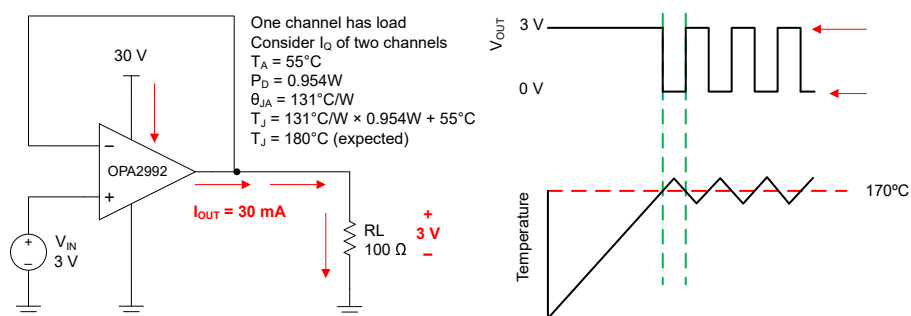 One channel has load
Consider IQ of two channels
TA = 55°C
PD = 0.954W
θJA = 131°C/W
TJ = 131°C/W × 0.954W + 55°C
TJ = 180°C (expected)
30 V
–
OPA2992
+
IOUT = 30 mA
+
–
VIN
3 V
RL
100 Ω
+
3 V
–
VOUT
3 V
0 V
Temperature
170ºC